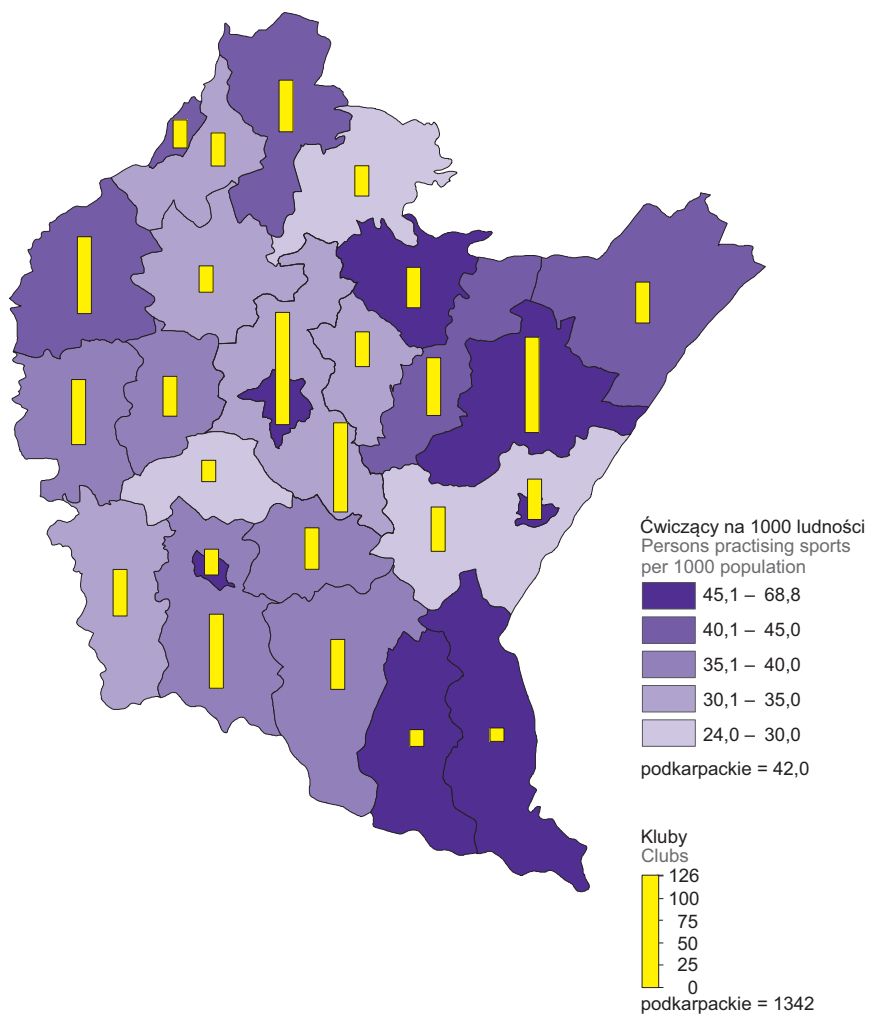 Ćwiczący na 1000 ludności
Persons practising sports
per 1000 population
45,1 – 68,8
40,1 – 45,0
35,1 – 40,0
30,1 – 35,0
24,0 – 30,0
podkarpackie = 42,0
Kluby
Clubs
126
100
75
50
25
0
podkarpackie = 1342